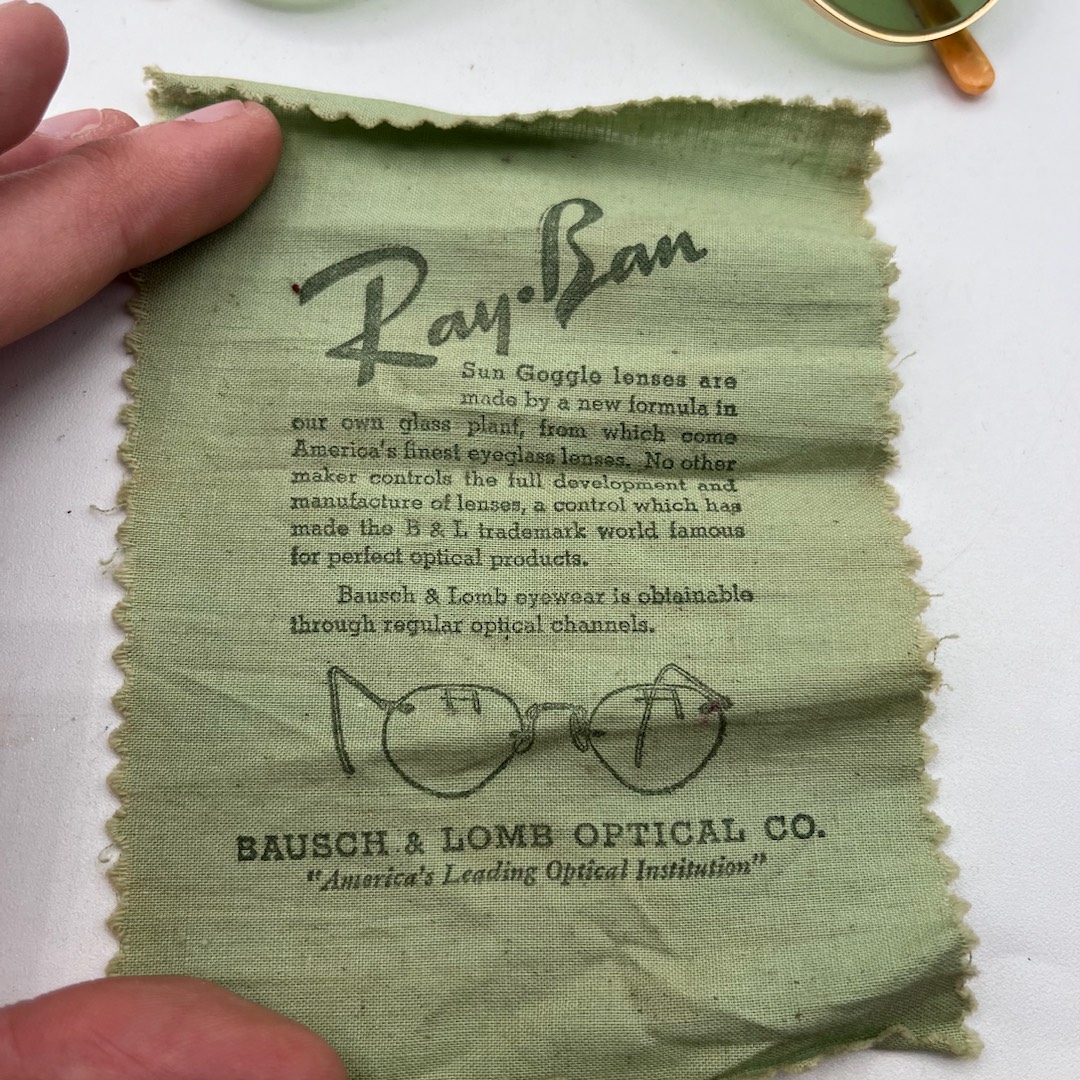 Ray-Ban
Sun Goggle lenses are
made by a new formula in
our own glass plant, from which come
America's finest eyeglass lenses. No other
maker controls the full development and
manufacture of lenses, a control which has
made the B & L trademark world famous
for perfect optical products.
Bausch & Lomb eyewear is obtainable
through regular optical channels.
BAUSCH & LOMB OPTICAL CO.
"America's Leading Optical Institution"